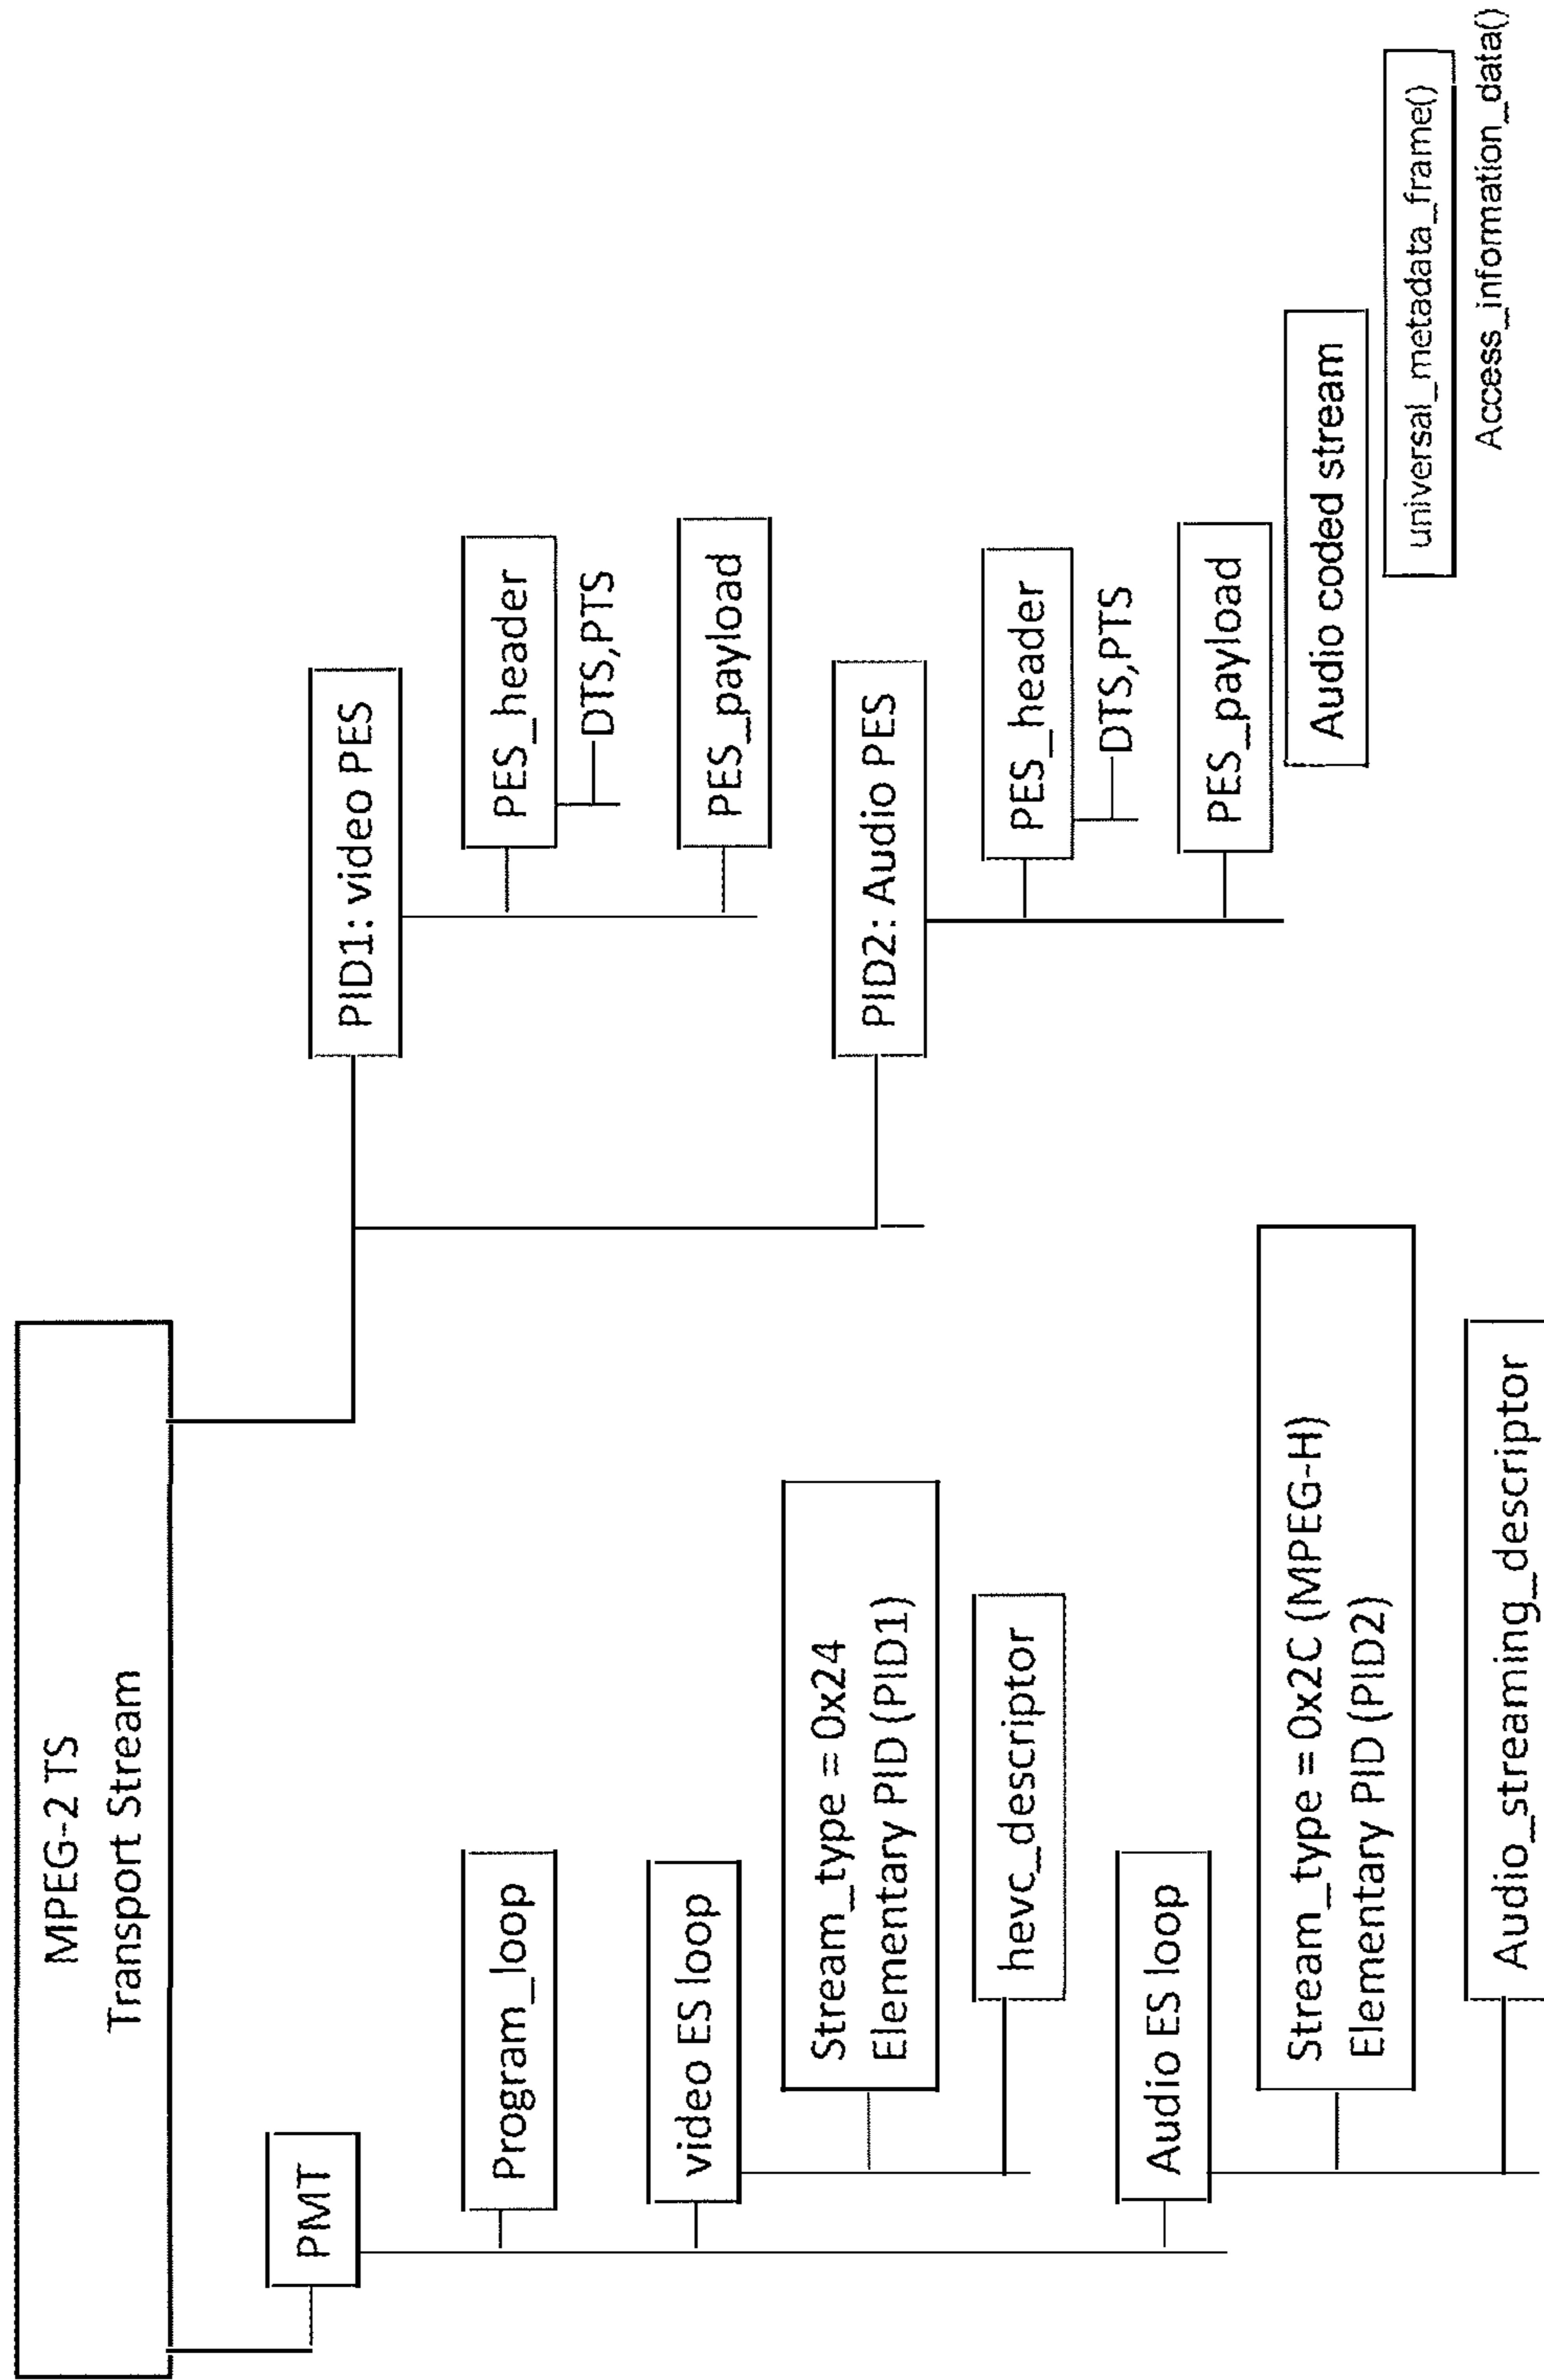 MPEG-2 TS
Transport Stream
PMT
Program_loop
video ES loop
Stream_type = 0x24
Elementary PID (PID1)
hevc_descriptor
Audio ES loop
Stream_type = 0x2C (MPEG-H)
Elementary PID (PID2)
Audio_streaming_descriptor
PID1: video PES
PES_header
DTS,PTS
PES_payload
PID2: Audio PES
PES_header
DTS,PTS
PES_payload
Audio coded stream
universal_metadata_frame()
Access_information_data()